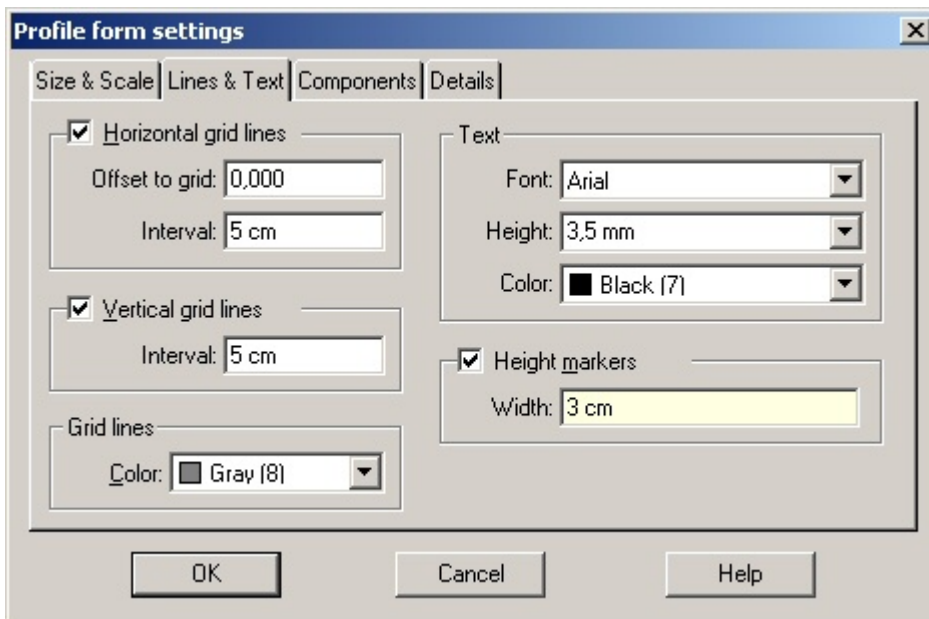 Profile form settings
Size & Scale Lines & Text Components Details
Horizontal grid lines
Offset to grid: 0,000
Interval: 5 cm
Vertical grid lines
Interval: 5 cm
Grid lines
Color: Gray (8)
Text
Font: Arial
Height: 3,5 mm
Color: Black (7)
Height markers
Width: 3 cm
OK Cancel Help